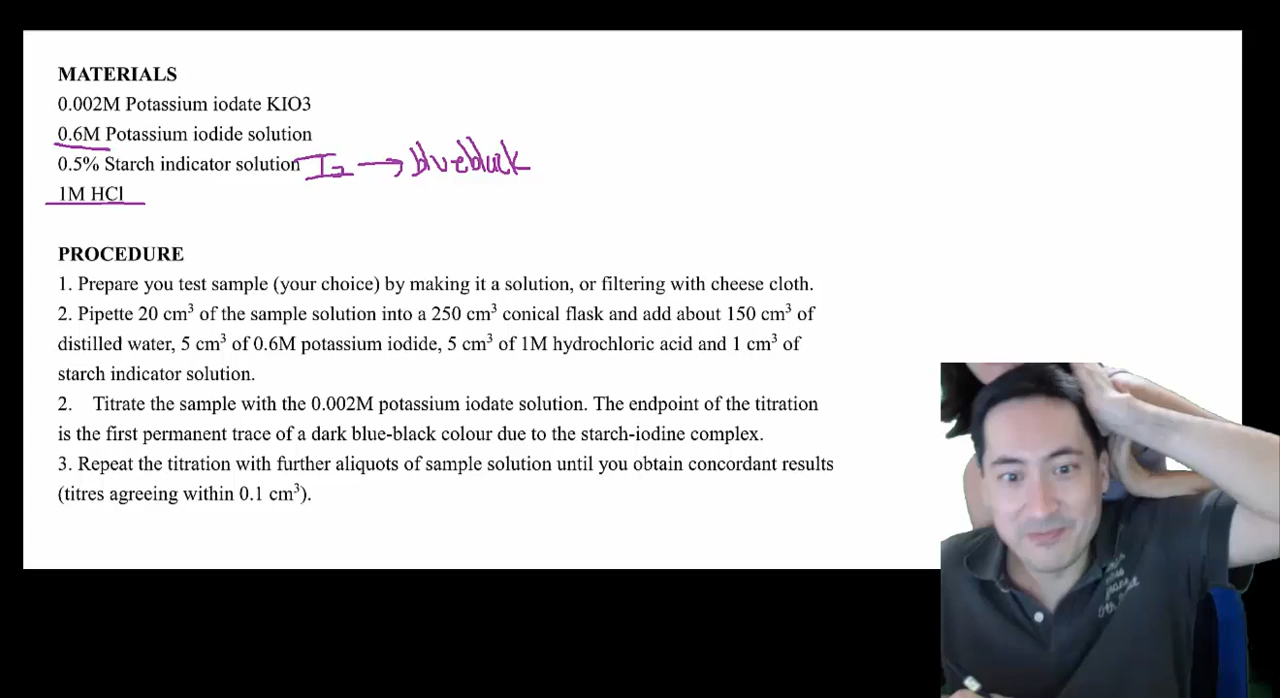 MATERIALS
0.002M Potassium iodate KIO3
0.6M Potassium iodide solution
0.5% Starch indicator solution I₂ → blueblack
1M HCl
PROCEDURE
1. Prepare you test sample (your choice) by making it a solution, or filtering with cheese cloth.
2. Pipette 20 cm³ of the sample solution into a 250 cm³ conical flask and add about 150 cm³ of
distilled water, 5 cm³ of 0.6M potassium iodide, 5 cm³ of 1M hydrochloric acid and 1 cm³ of
starch indicator solution.
2. Titrate the sample with the 0.002M potassium iodate solution. The endpoint of the titration
is the first permanent trace of a dark blue-black colour due to the starch-iodine complex.
3. Repeat the titration with further aliquots of sample solution until you obtain concordant results
(titres agreeing within 0.1 cm³).